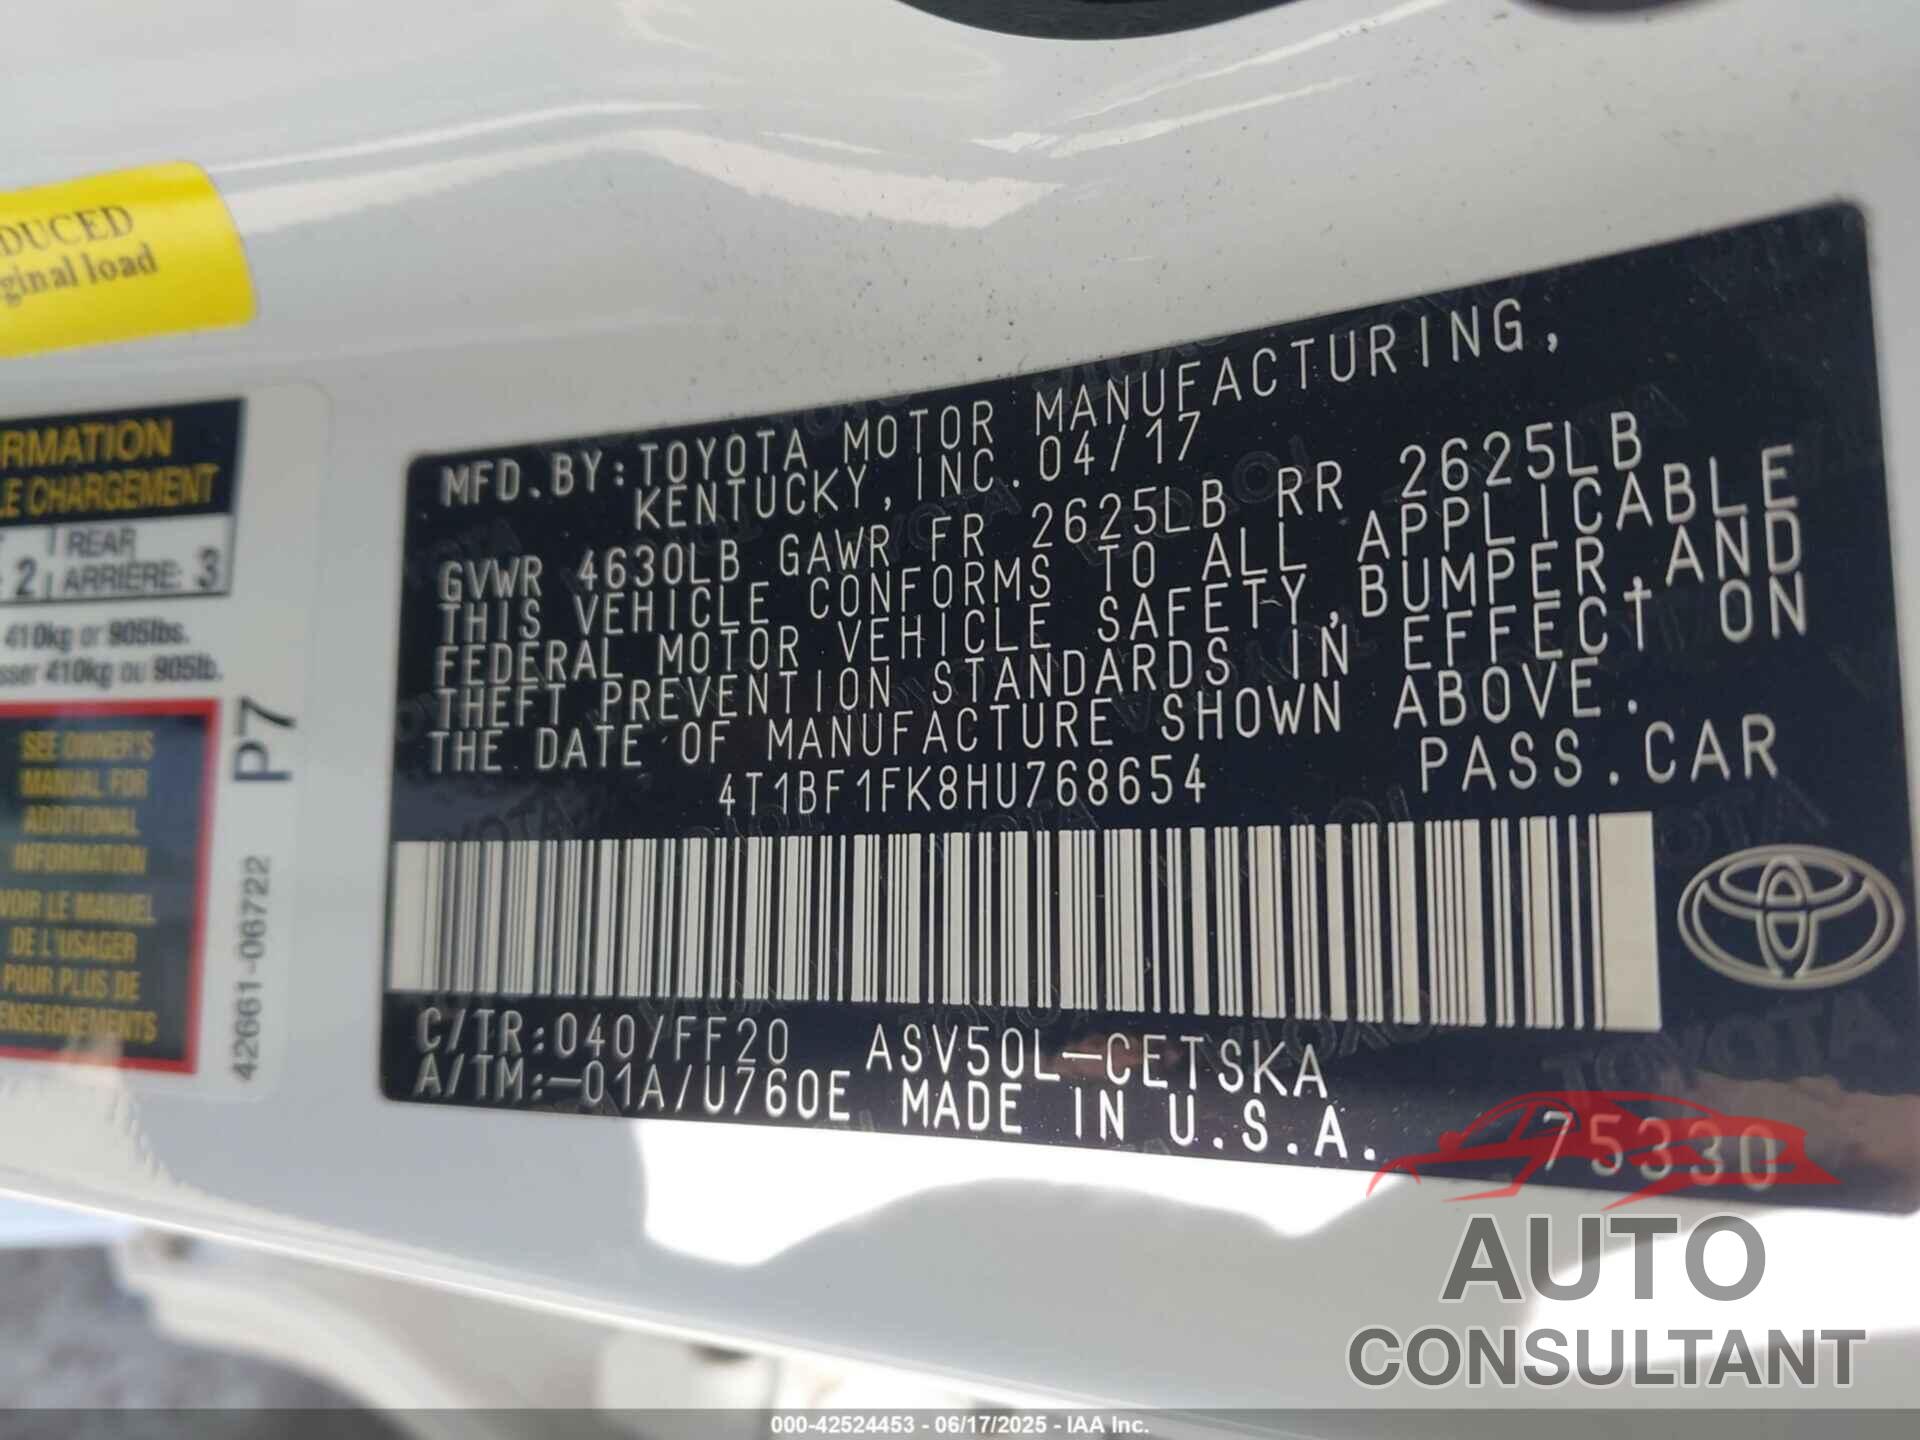 DUCED
ginal load
RMATION
LE CHARGEMENT
REAR
2 ARRIÈRE: 3
410kg or 905lbs.
sser 410kg ou 905lb.
SEE OWNER'S
MANUAL FOR
ADDITIONAL
INFORMATION
VOIR LE MANUEL
DE L'USAGER
POUR PLUS DE
ENSEIGNEMENTS
P7
42661-06722
MFD.BY:TOYOTA MOTOR MANUFACTURING,
KENTUCKY, INC. 04/17
GVWR 4630LB GAWR FR 2625LB RR 2625LB
THIS VEHICLE CONFORMS TO ALL APPLICABLE
FEDERAL MOTOR VEHICLE SAFETY, BUMPER, AND
THEFT PREVENTION STANDARDS IN EFFECT ON
THE DATE OF MANUFACTURE SHOWN ABOVE.
4T1BF1FK8HU768654 PASS.CAR
C/TR:040/FF20 ASV50L-CETSKA
A/TM:-01A/U760E MADE IN U.S.A. 75330
AUTO
CONSULTANT
000-42524453 - 06/17/2025 - IAA Inc.